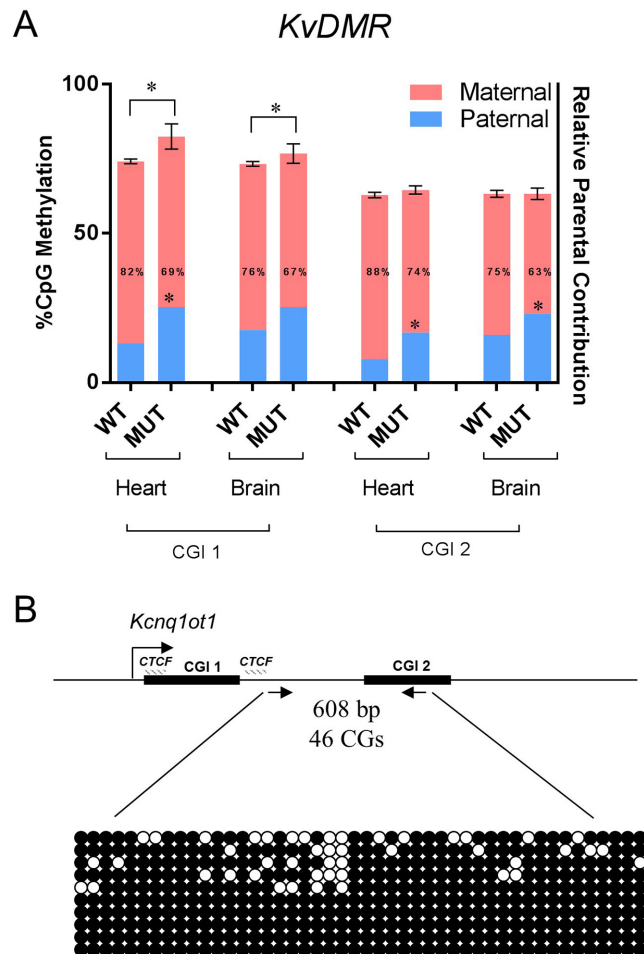 A
KvDMR
100
50
0
%CpG Methylation
Maternal
Paternal
Relative Parental Contribution
* *
82% 69% 76% 67% 88% 74% 75% 63%
* * *
WT MUT WT MUT WT MUT WT MUT
Heart Brain Heart Brain
CGI 1 CGI 2
B
Kcnq1ot1
CTCF CGI 1 CTCF CGI 2
608 bp
46 CGs